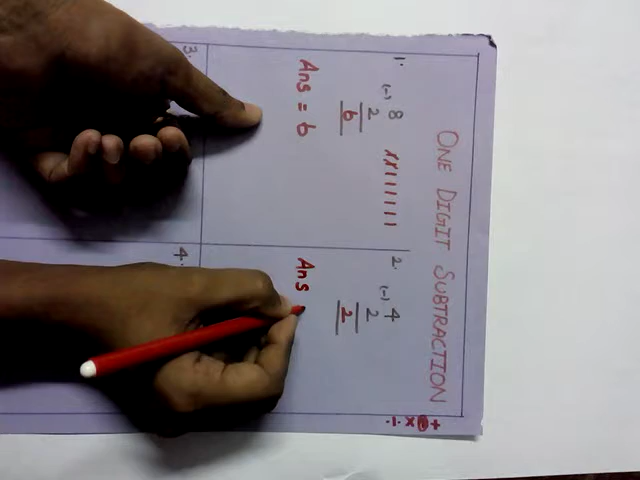 ONE DIGIT SUBTRACTION
+ - × ÷
1.
8
(-) 2
6
Ans = 6
2.
4
(-) 2
2
Ans
3.
4.